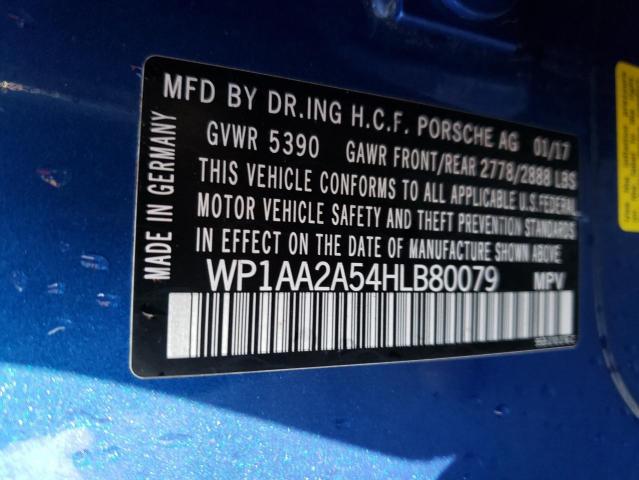 MFD BY DR.ING H.C.F. PORSCHE AG 01/17
GVWR 5390 GAWR FRONT/REAR 2778/2888 LBS
THIS VEHICLE CONFORMS TO ALL APPLICABLE U.S.FEDERAL
MOTOR VEHICLE SAFETY AND THEFT PREVENTION STANDARDS
IN EFFECT ON THE DATE OF MANUFACTURE SHOWN ABOVE.
WP1AA2A54HLB80079 MPV
MADE IN GERMANY